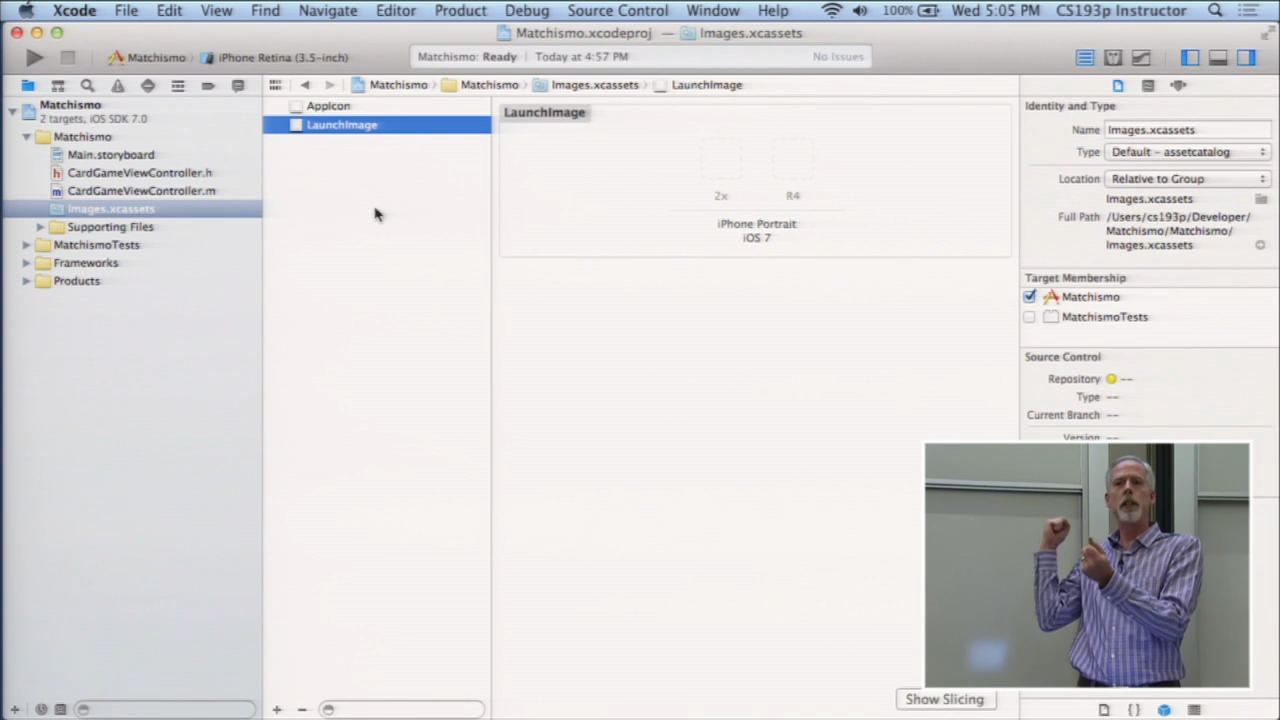 Xcode File Edit View Find Navigate Editor Product Debug Source Control Window Help 100% Wed 5:05 PM CS193p Instructor
Matchismo.xcodeproj — Images.xcassets
Matchismo iPhone Retina (3.5-inch) Matchismo: Ready Today at 4:57 PM No Issues
Matchismo Matchismo Images.xcassets LaunchImage
Matchismo
2 targets, iOS SDK 7.0
Matchismo
Main.storyboard
h CardGameViewController.h
m CardGameViewController.m
Images.xcassets
Supporting Files
MatchismoTests
Frameworks
Products
AppIcon
LaunchImage
LaunchImage
2x R4
iPhone Portrait
iOS 7
Show Slicing
Identity and Type
Name Images.xcassets
Type Default - assetcatalog
Location Relative to Group
Images.xcassets
Full Path /Users/cs193p/Developer/
Matchismo/Matchismo/
Images.xcassets
Target Membership
Matchismo
MatchismoTests
Source Control
Repository --
Type --
Current Branch --
Version --